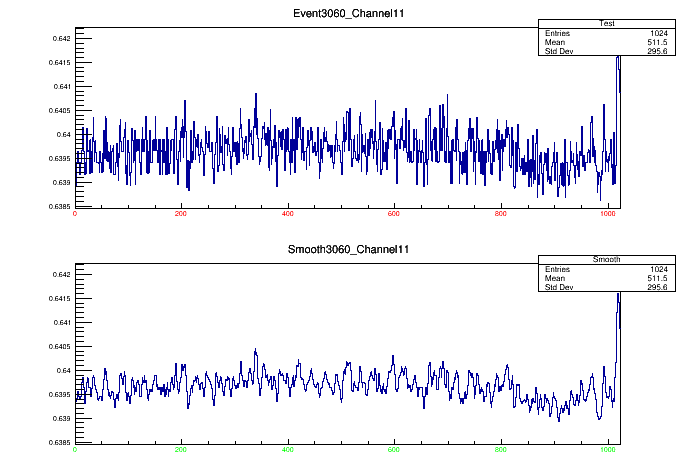 Event3060_Channel11
Test
Entries 1024
Mean 511.5
Std Dev 295.6
0.642
0.6415
0.641
0.6405
0.64
0.6395
0.639
0.6385
0 200 400 600 800 1000
Smooth3060_Channel11
Smooth
Entries 1024
Mean 511.5
Std Dev 295.6
0.642
0.6415
0.641
0.6405
0.64
0.6395
0.639
0.6385
0 200 400 600 800 1000